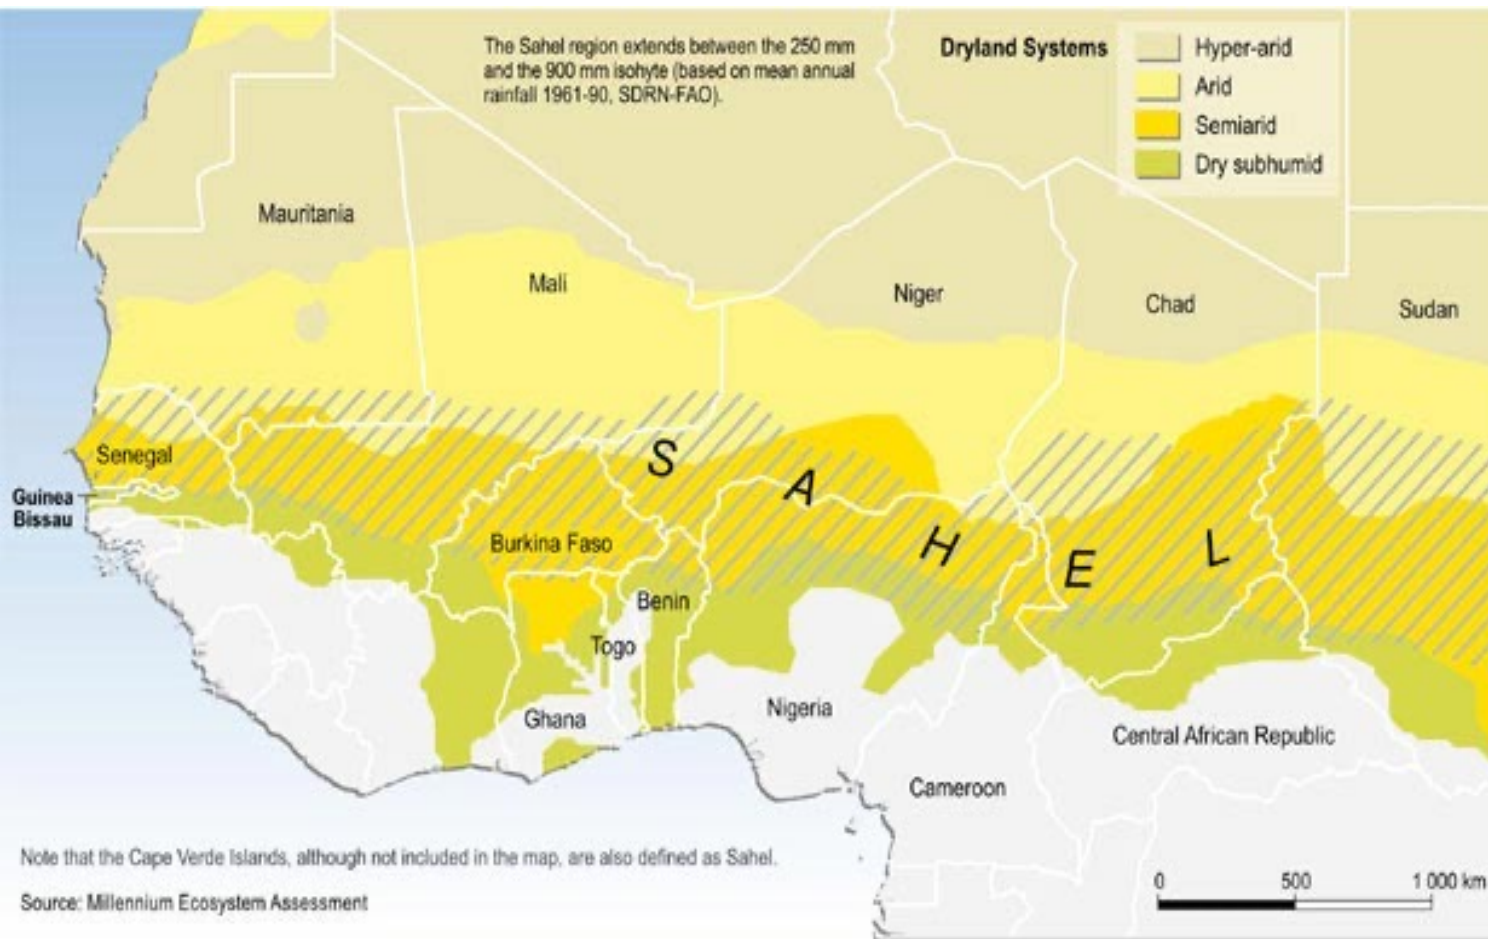 The Sahel region extends between the 250 mm
and the 900 mm isohyte (based on mean annual
rainfall 1961-90, SDRN-FAO).
Dryland Systems
Hyper-arid
Arid
Semiarid
Dry subhumid
Mauritania
Mali
Niger
Chad
Sudan
Senegal
Guinea
Bissau
S A H E L
Burkina Faso
Benin
Togo
Ghana
Nigeria
Central African Republic
Cameroon
Note that the Cape Verde Islands, although not included in the map, are also defined as Sahel.
Source: Millennium Ecosystem Assessment
0 500 1 000 km